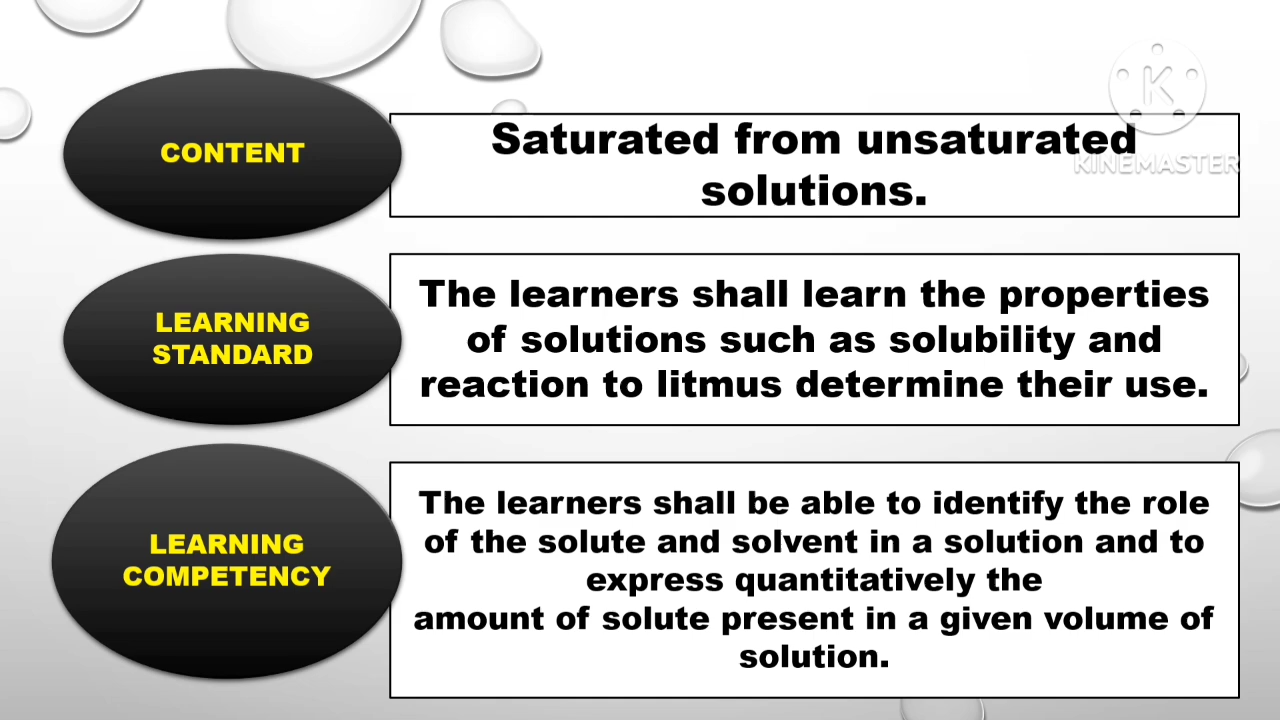 CONTENT
Saturated from unsaturated
solutions.
K
KINEMASTER
LEARNING
STANDARD
The learners shall learn the properties
of solutions such as solubility and
reaction to litmus determine their use.
LEARNING
COMPETENCY
The learners shall be able to identify the role
of the solute and solvent in a solution and to
express quantitatively the
amount of solute present in a given volume of
solution.